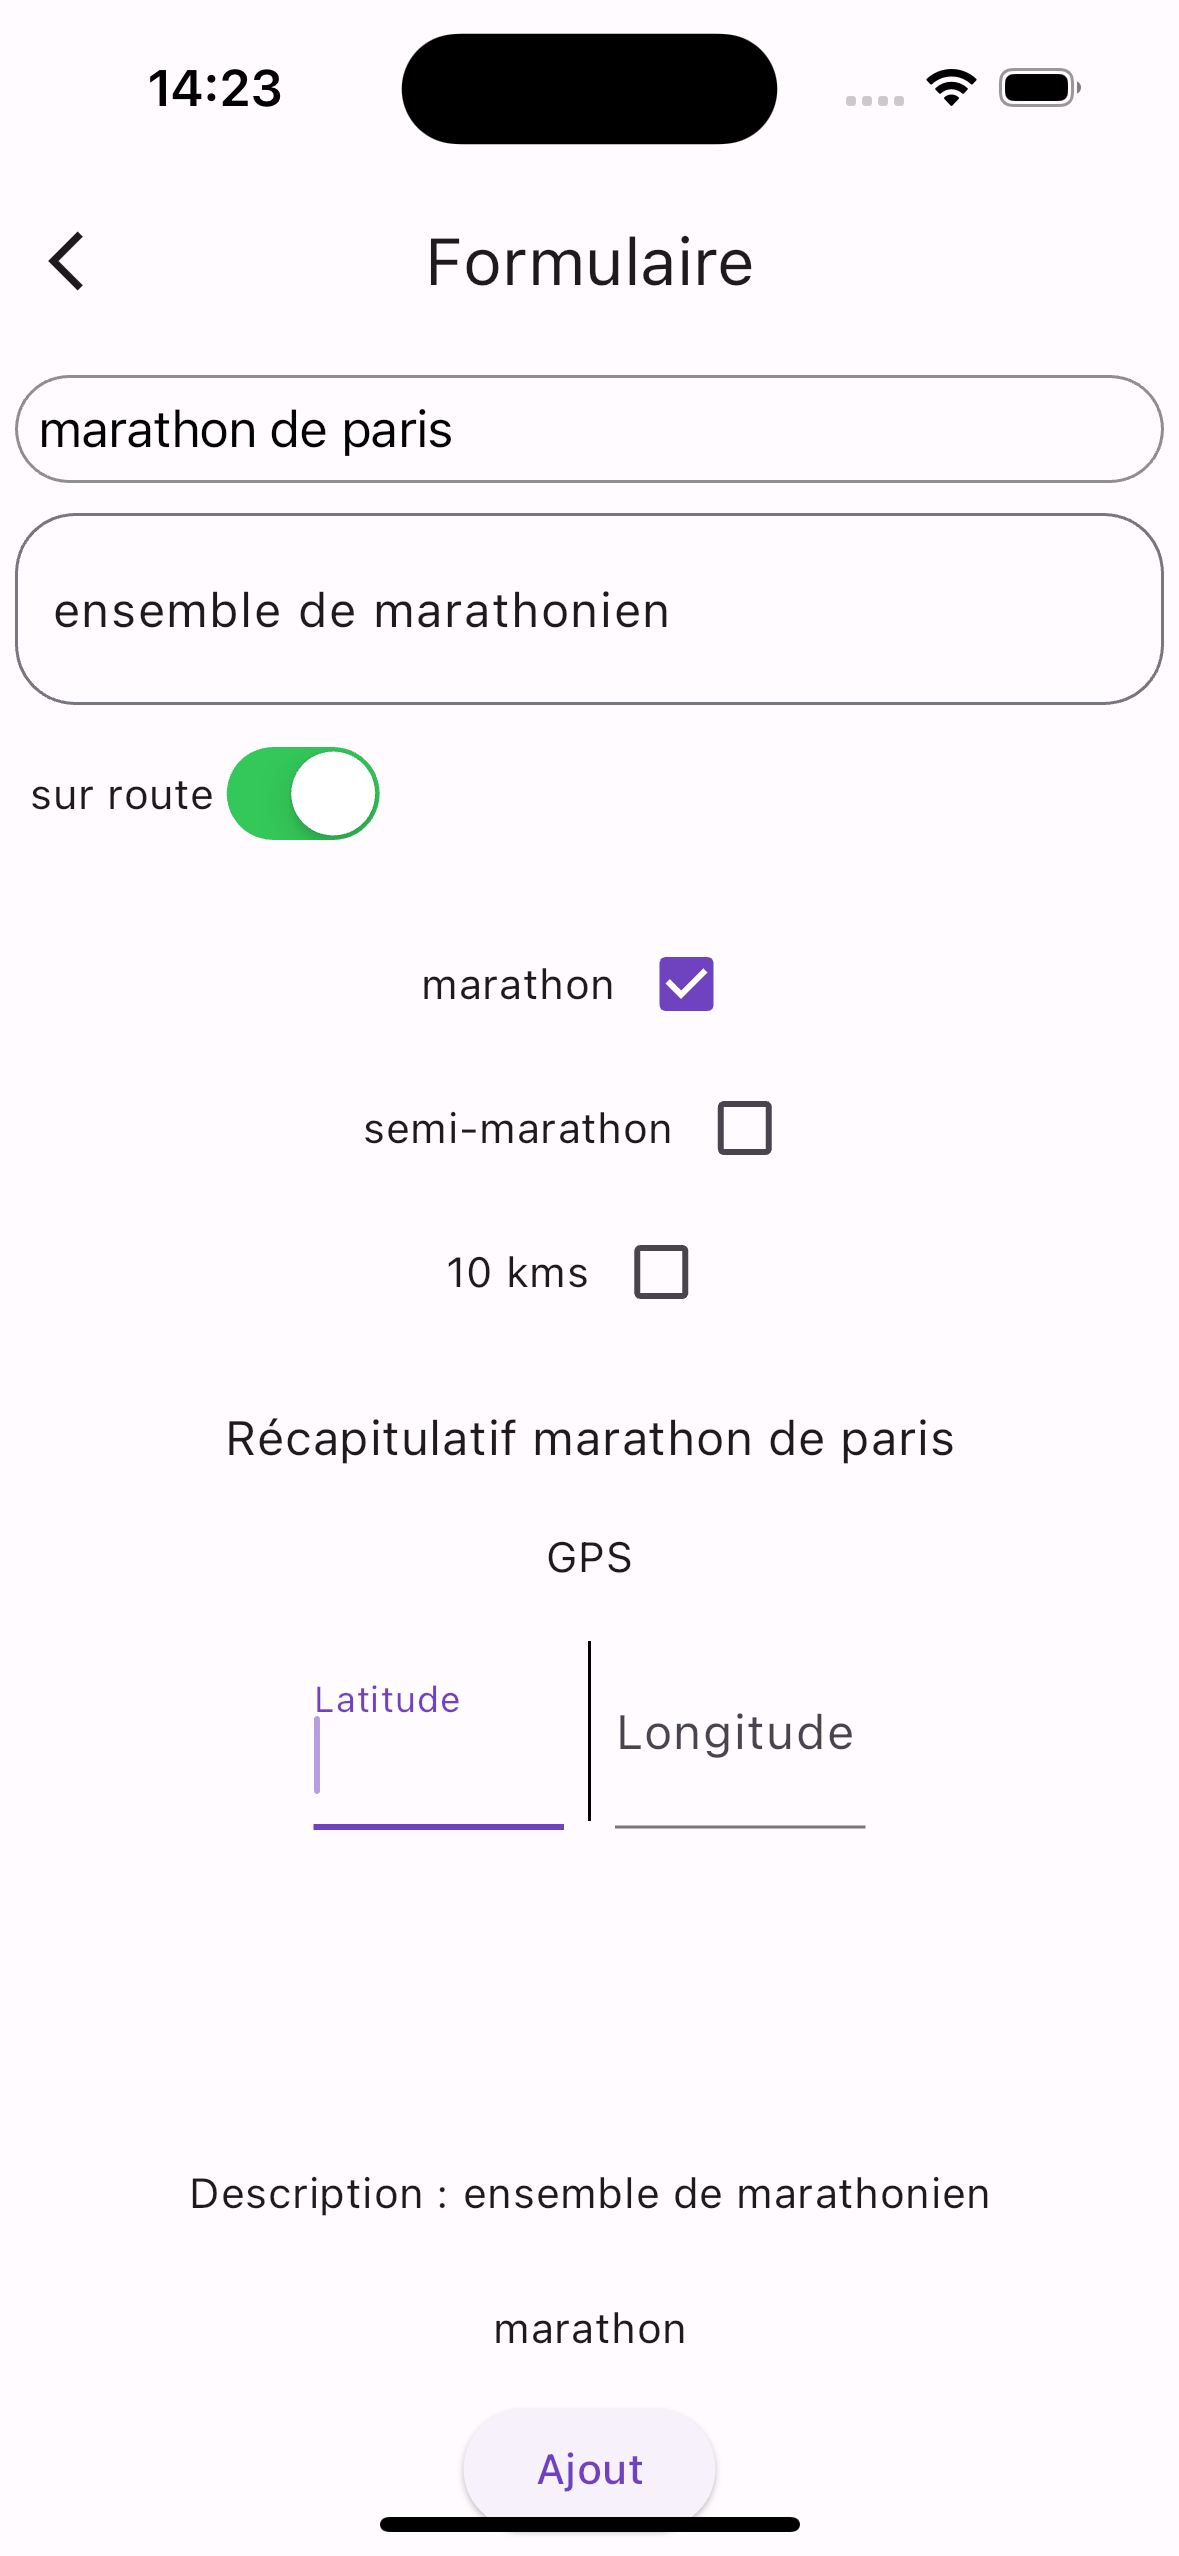 14:23
Formulaire
marathon de paris
ensemble de marathonien
sur route
marathon
semi-marathon
10 kms
Récapitulatif marathon de paris
GPS
Latitude
Longitude
Description : ensemble de marathonien
marathon
Ajout